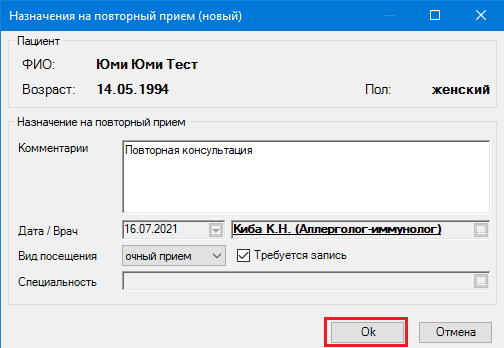 Назначения на повторный прием (новый)
Пациент
ФИО: Юми Юми Тест
Возраст: 14.05.1994 Пол: женский
Назначение на повторный прием
Комментарии Повторная консультация
Дата / Врач 16.07.2021 Киба К.Н. (Аллерголог-иммунолог)
Вид посещения очный прием Требуется запись
Специальность
Ok Отмена